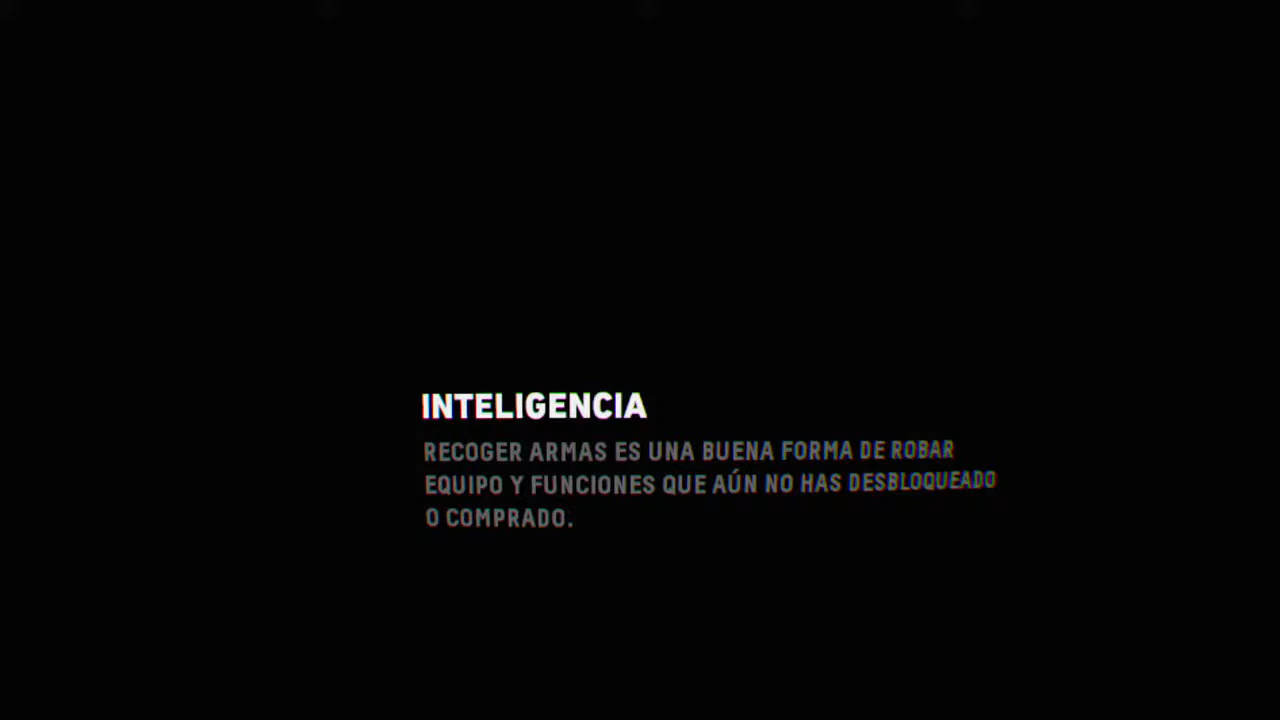 INTELIGENCIA
RECOGER ARMAS ES UNA BUENA FORMA DE ROBAR
EQUIPO Y FUNCIONES QUE AÚN NO HAS DESBLOQUEADO
O COMPRADO.